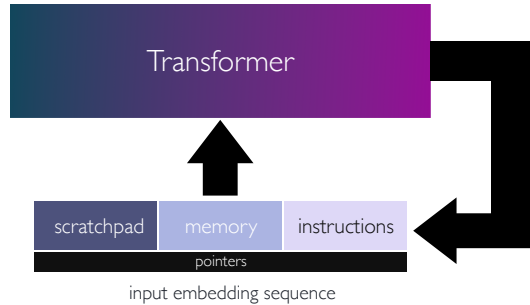 Transformer
scratchpad memory instructions
pointers
input embedding sequence